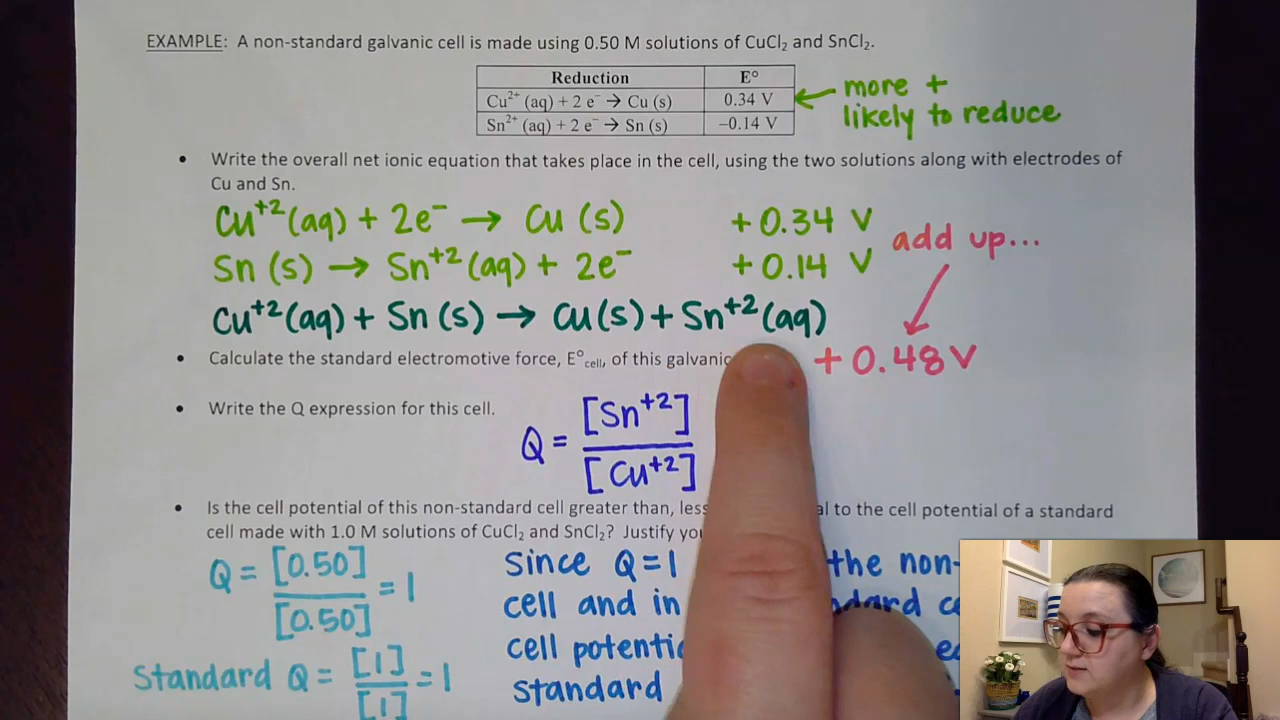 EXAMPLE: A non-standard galvanic cell is made using 0.50 M solutions of CuCl₂ and SnCl₂.
Reduction E°
Cu²⁺ (aq) + 2 e⁻ → Cu (s) 0.34 V
Sn²⁺ (aq) + 2 e⁻ → Sn (s) −0.14 V
← more +
likely to reduce
• Write the overall net ionic equation that takes place in the cell, using the two solutions along with electrodes of
Cu and Sn.
Cu⁺²(aq) + 2e⁻ → Cu (s) +0.34 V
Sn (s) → Sn⁺²(aq) + 2e⁻ +0.14 V
add up...
Cu⁺²(aq) + Sn (s) → Cu(s) + Sn⁺²(aq)
• Calculate the standard electromotive force, E°cell, of this galvanic
+0.48 V
• Write the Q expression for this cell.
Q = [Sn⁺²] / [Cu⁺²]
• Is the cell potential of this non-standard cell greater than, to the cell potential of a standard
cell made with 1.0 M solutions of CuCl₂ and SnCl₂? Justify
Q = [0.50] / [0.50] = 1
Standard Q = [1] / [1] = 1
since Q=1 the non-
cell and in
cell
standard